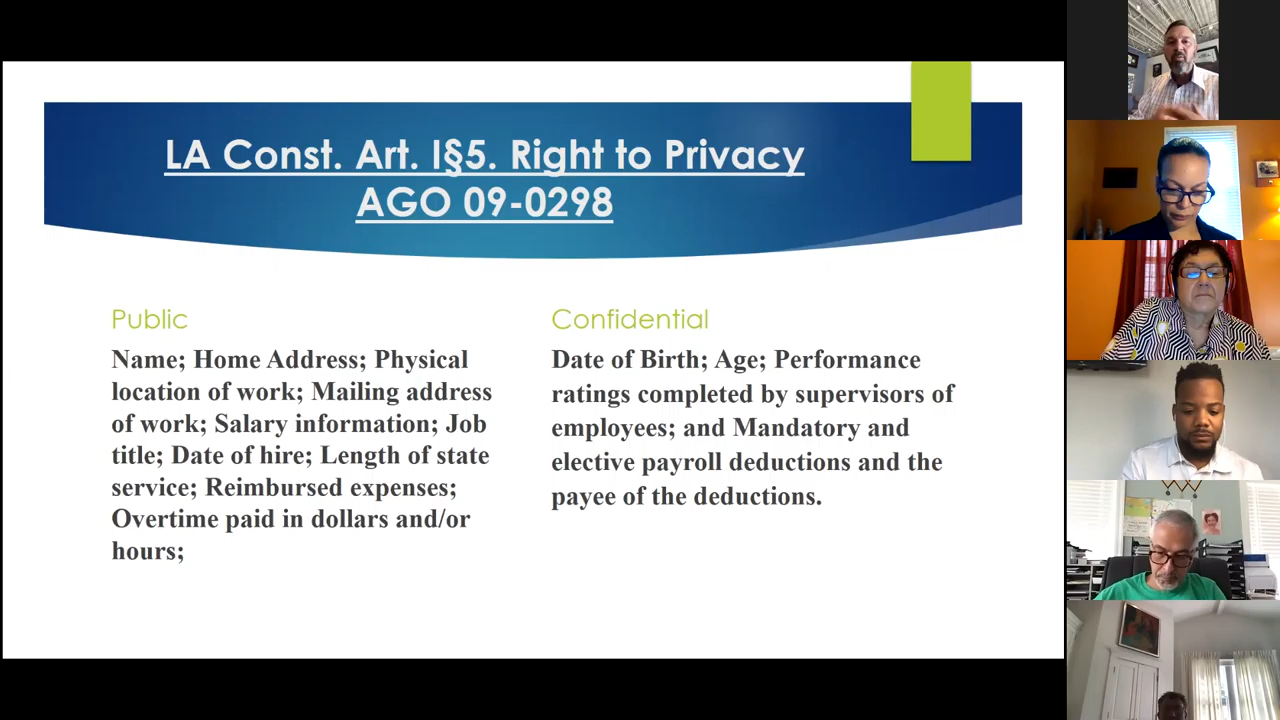 LA Const. Art. I§5. Right to Privacy
AGO 09-0298
Public
Name; Home Address; Physical
location of work; Mailing address
of work; Salary information; Job
title; Date of hire; Length of state
service; Reimbursed expenses;
Overtime paid in dollars and/or
hours;
Confidential
Date of Birth; Age; Performance
ratings completed by supervisors of
employees; and Mandatory and
elective payroll deductions and the
payee of the deductions.